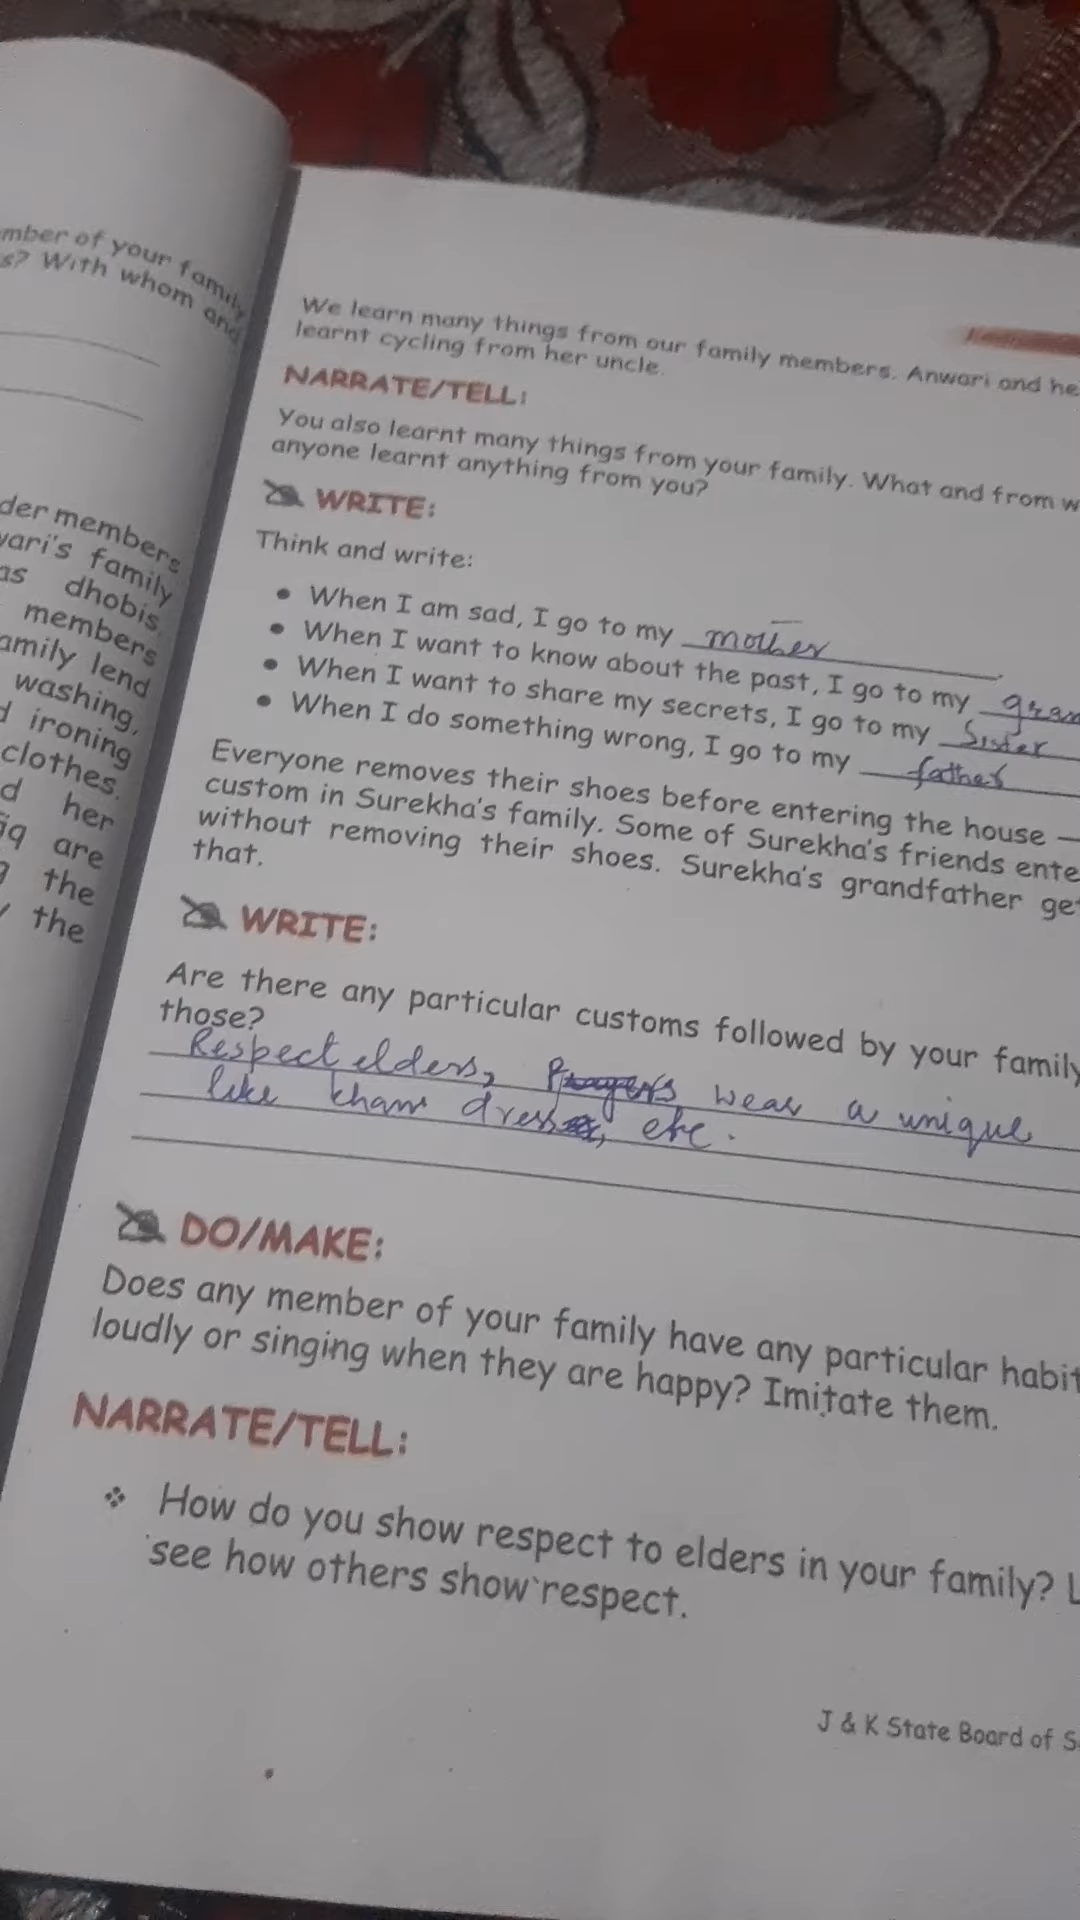 mber of your family
s? With whom and
der members
vari's family
as dhobis.
members
amily lend
washing,
d ironing
clothes.
d her
iq are
g the
y the
We learn many things from our family members. Anwari and he
learnt cycling from her uncle.
NARRATE/TELL:
You also learnt many things from your family. What and from w
anyone learnt anything from you?
WRITE:
Think and write:
• When I am sad, I go to my mother
• When I want to know about the past, I go to my gran
• When I want to share my secrets, I go to my Sister
• When I do something wrong, I go to my father
Everyone removes their shoes before entering the house —
custom in Surekha's family. Some of Surekha's friends ente
without removing their shoes. Surekha's grandfather ge
that.
WRITE:
Are there any particular customs followed by your family
those?
Respect elders, wear a unique
like dress, etc.
DO/MAKE:
Does any member of your family have any particular habit
loudly or singing when they are happy? Imitate them.
NARRATE/TELL:
❖ How do you show respect to elders in your family? L
see how others show respect.
J & K State Board of S